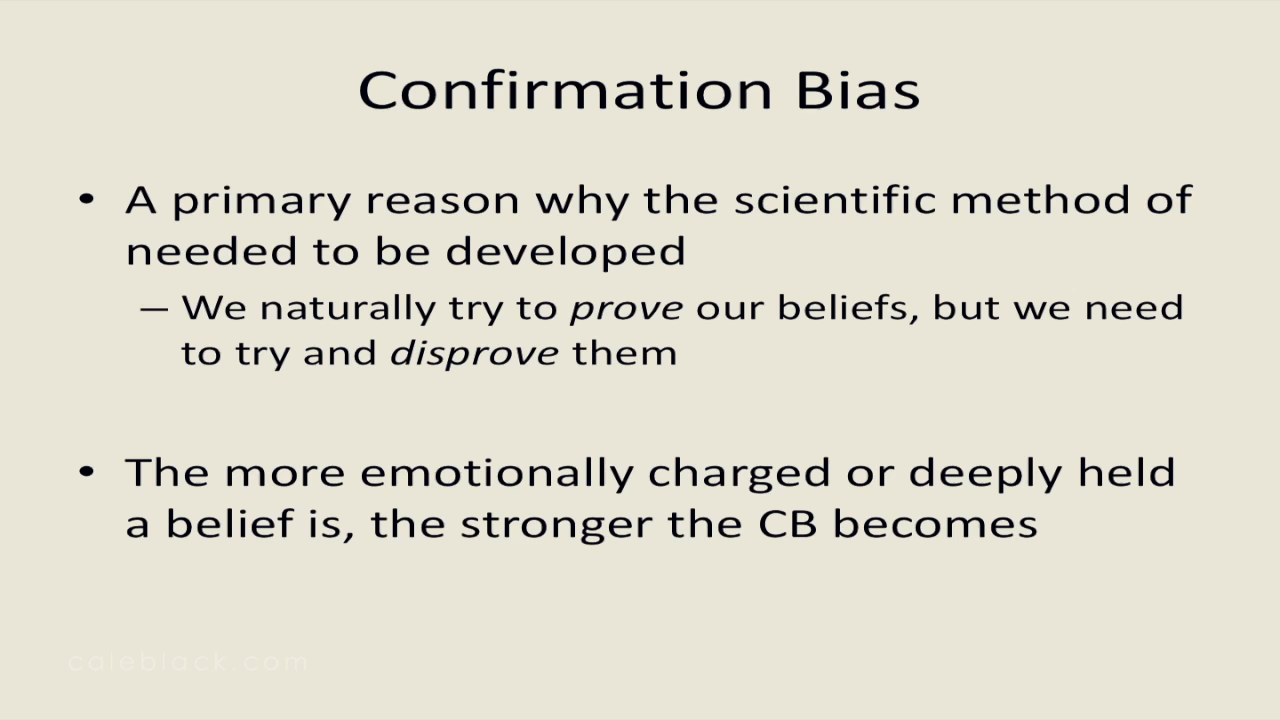 Confirmation Bias
• A primary reason why the scientific method of
needed to be developed
– We naturally try to prove our beliefs, but we need
to try and disprove them
• The more emotionally charged or deeply held
a belief is, the stronger the CB becomes
caleblack.com